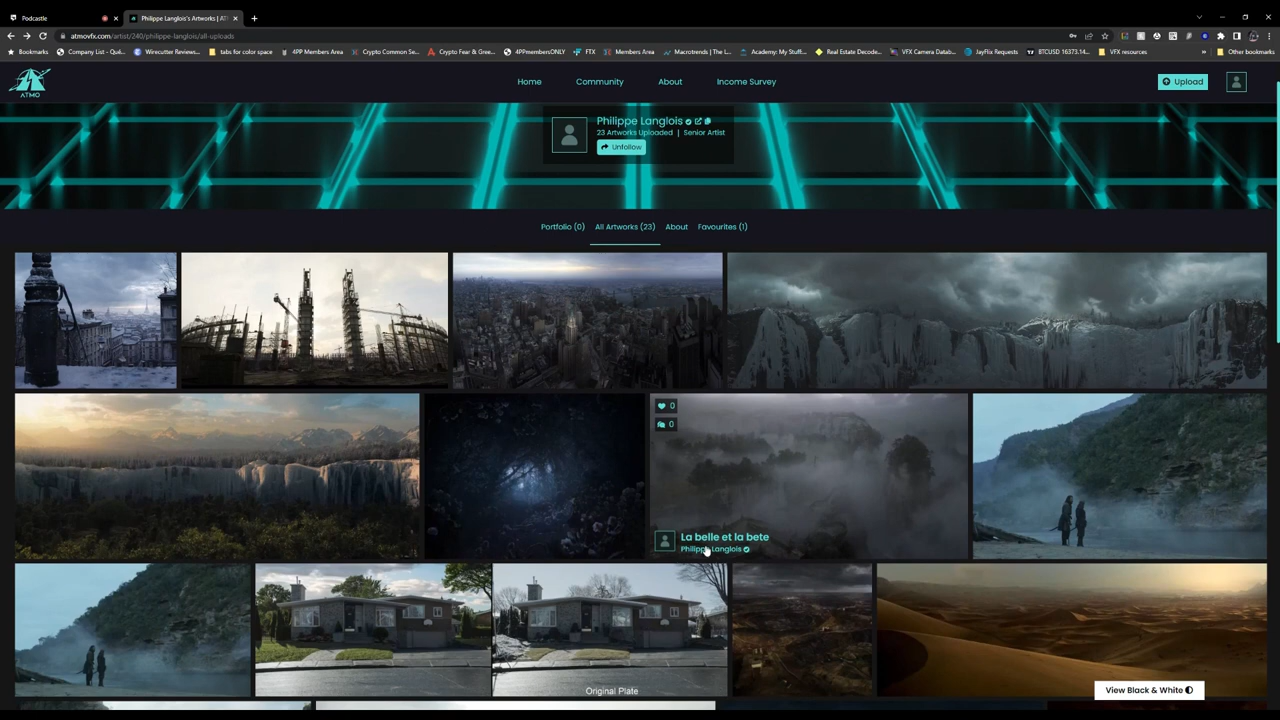 Podcastle
Philippe Langlois's Artworks | AT
atmovfx.com/artist/240/philippe-langlois/all-uploads
Bookmarks
Company List - Qué...
Wirecutter Reviews...
tabs for color space
4PP Members Area
Crypto Common Se...
Crypto Fear & Gree...
4PPmembersONLY
FTX
Members Area
Macrotrends | The L...
Academy: My Stuff...
Real Estate Decode...
VFX Camera Datab...
JayFlix Requests
BTCUSD 16373.14...
VFX resources
Other bookmarks
ATMO
Home
Community
About
Income Survey
Upload
Philippe Langlois
23 Artworks Uploaded | Senior Artist
Unfollow
Portfolio (0)
All Artworks (23)
About
Favourites (1)
0
0
La belle et la bete
Philippe Langlois
Original Plate
View Black & White